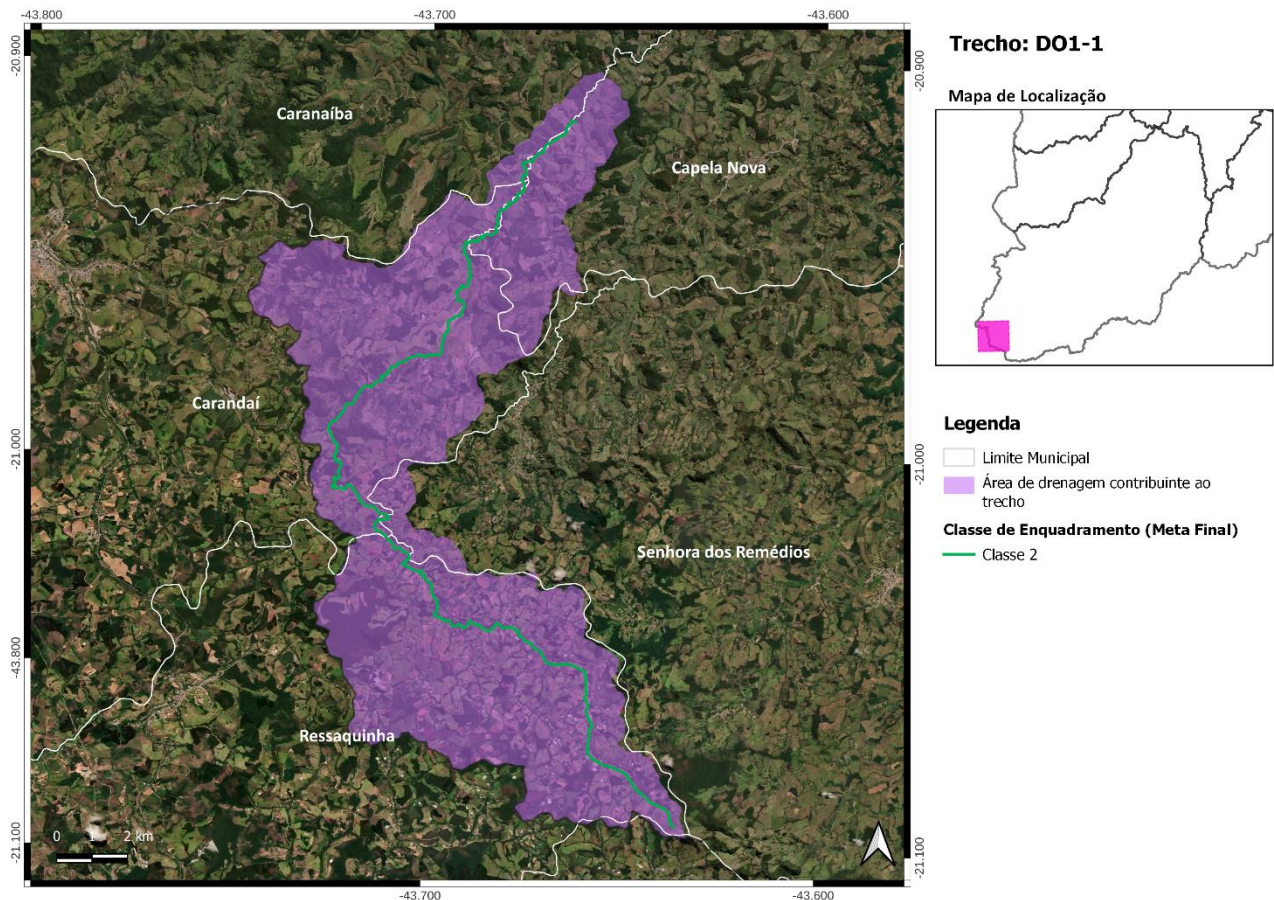 -43.800
-43.700
-43.600
-20.900
-20.900
Trecho: DO1-1
Mapa de Localização
Caranaíba
Capela Nova
Carandaí
-21.000
-21.000
Legenda
Limite Municipal
Área de drenagem contribuinte ao
trecho
Classe de Enquadramento (Meta Final)
Classe 2
Senhora dos Remédios
-43.800
Ressaquinha
0 1 2 km
-21.100
-21.100
-43.700
-43.600